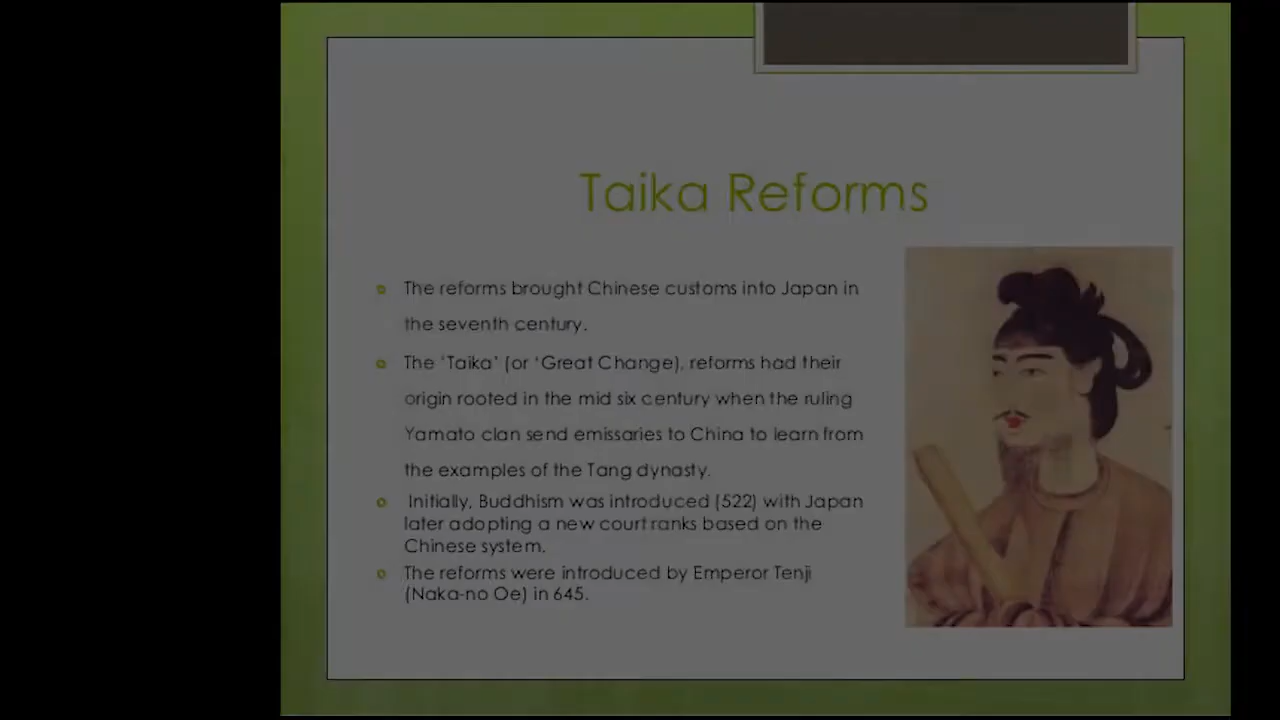 Taika Reforms
The reforms brought Chinese customs into Japan in
the seventh century.
The ‘Taika’ (or ‘Great Change), reforms had their
origin rooted in the mid six century when the ruling
Yamato clan send emissaries to China to learn from
the examples of the Tang dynasty.
Initially, Buddhism was introduced (522) with Japan
later adopting a new court ranks based on the
Chinese system.
The reforms were introduced by Emperor Tenji
(Naka-no Oe) in 645.